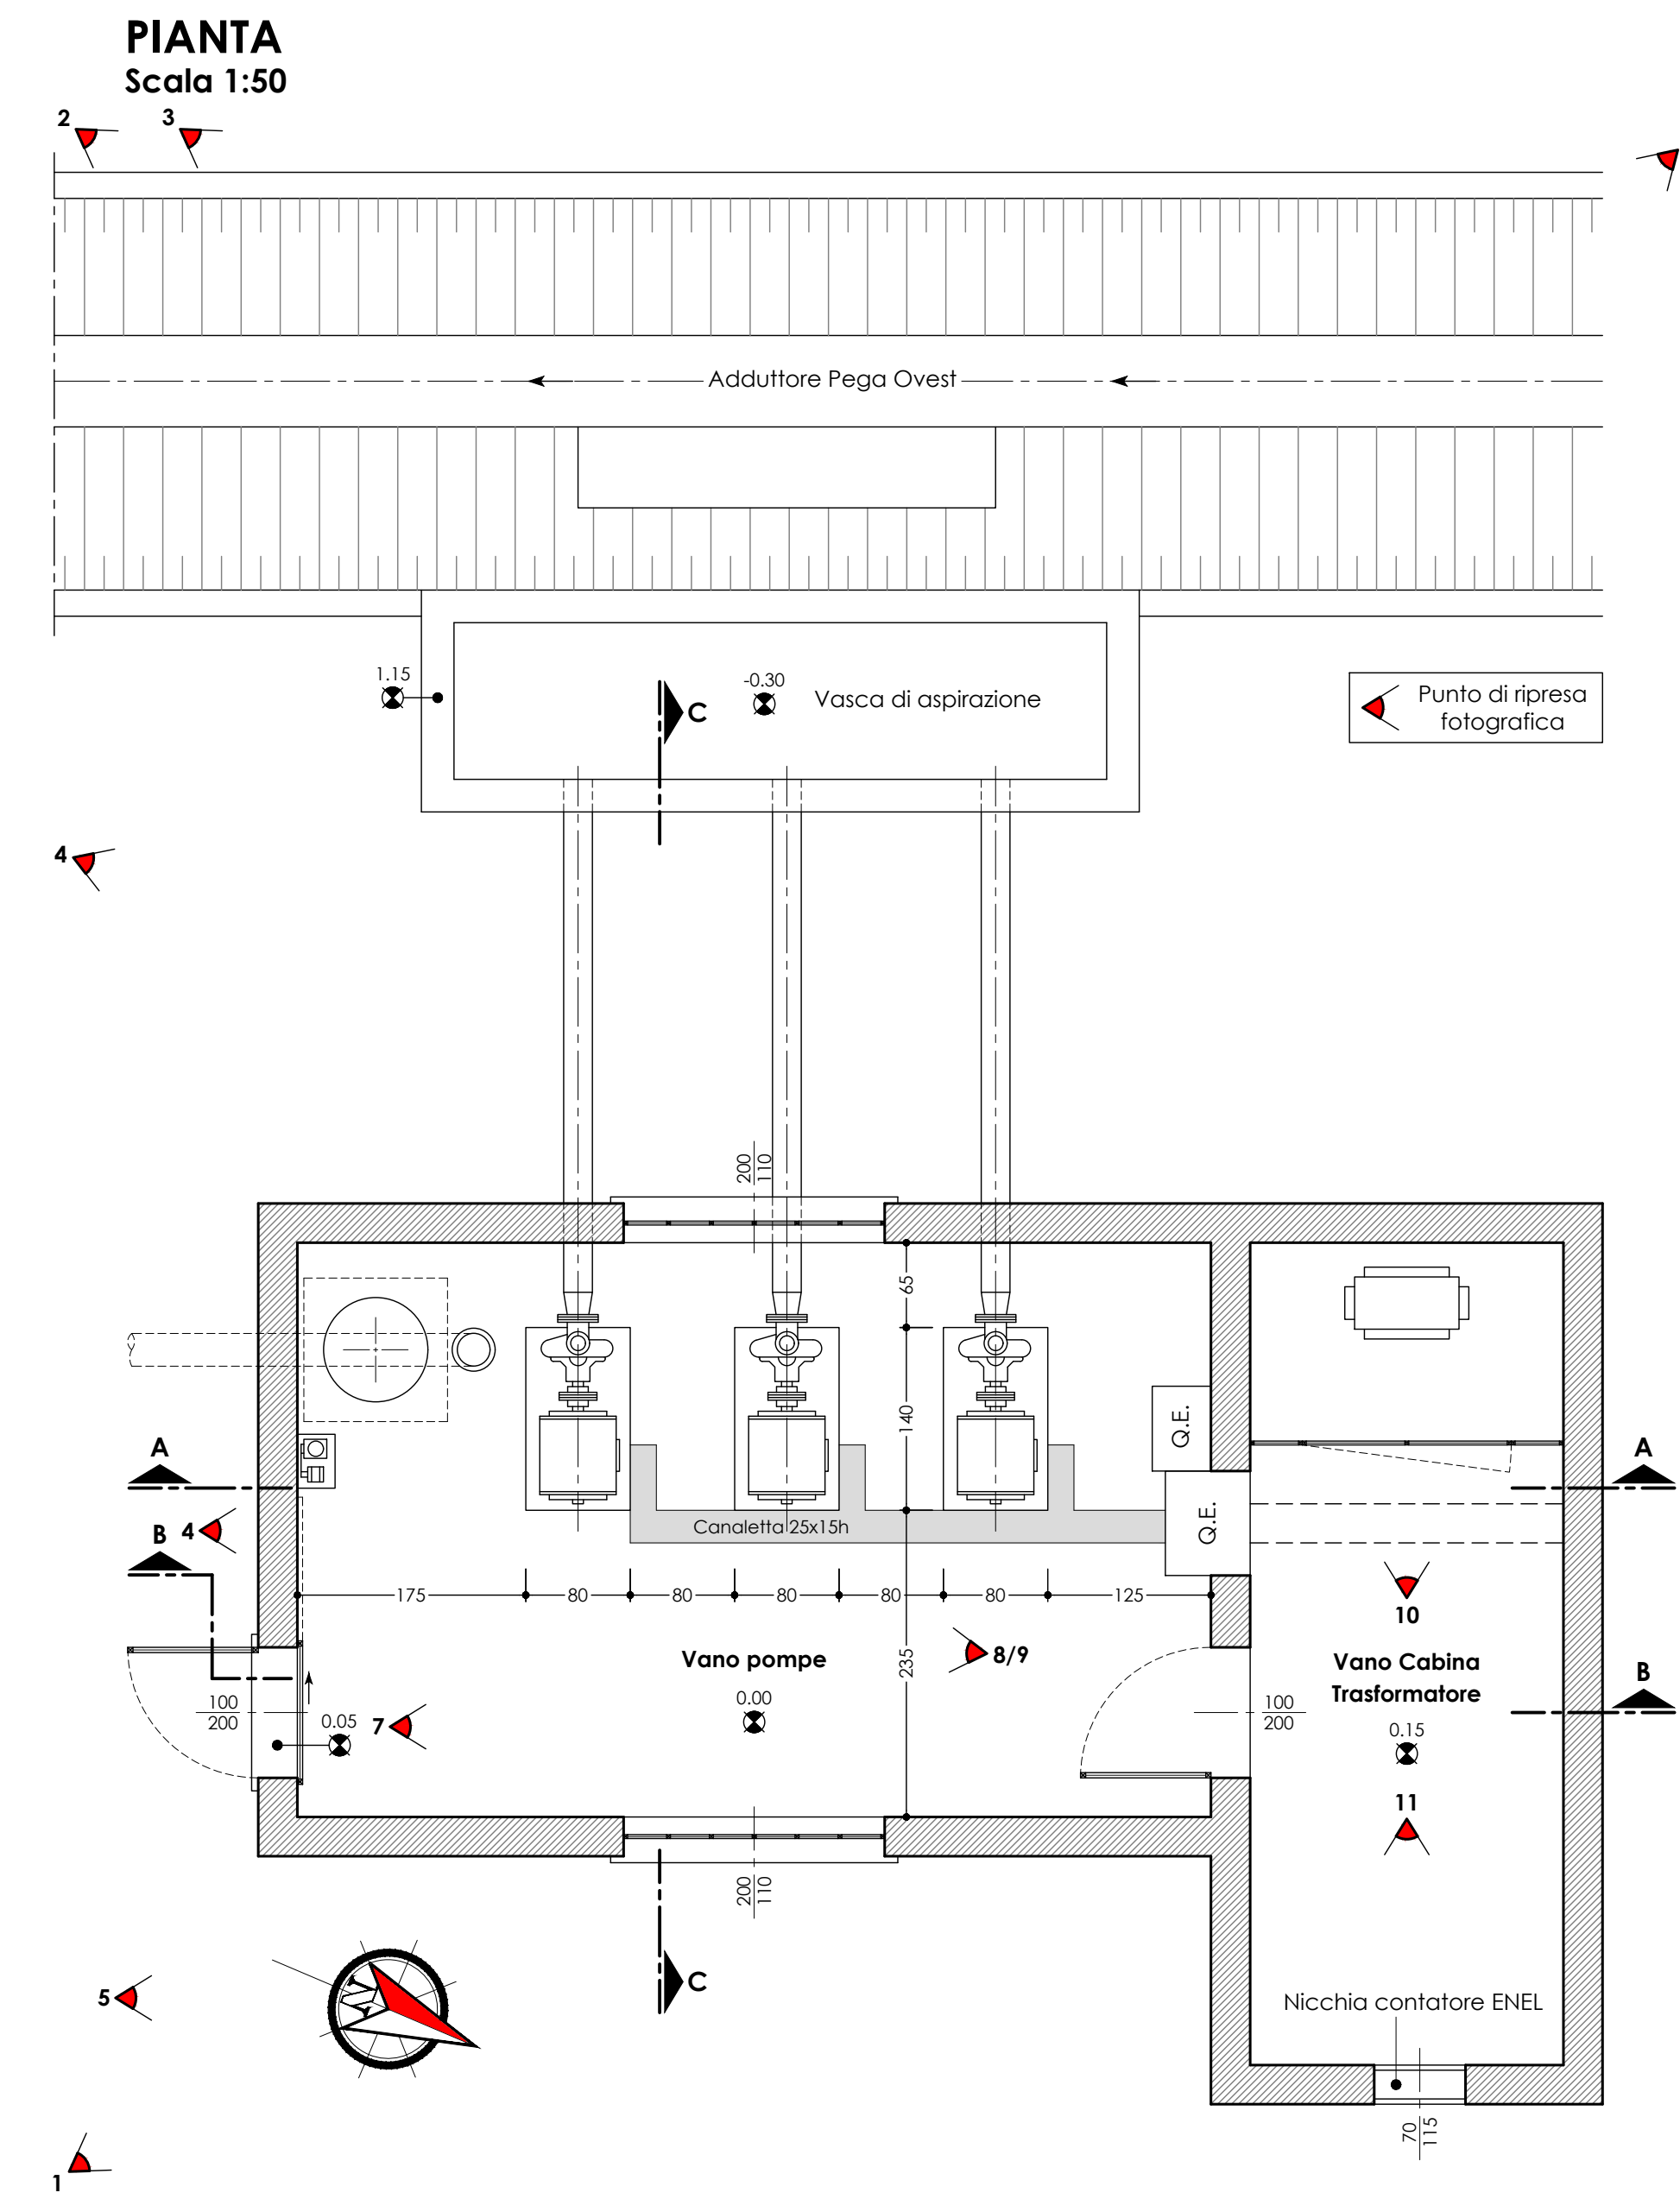 PIANTA
Scala 1:50
2
3
Adduttore Pega Ovest
1.15
-0.30
Vasca di aspirazione
C
Punto di ripresa
fotografica
4
200
110
65
140
Q.E.
A
A
Q.E.
B
4
Canaletta 25x15h
175
80
80
80
80
80
125
10
235
8/9
Vano pompe
0.00
Vano Cabina
Trasformatore
0.15
B
100
200
0.05
7
100
200
11
200
110
C
5
N
Nicchia contatore ENEL
70
115
1